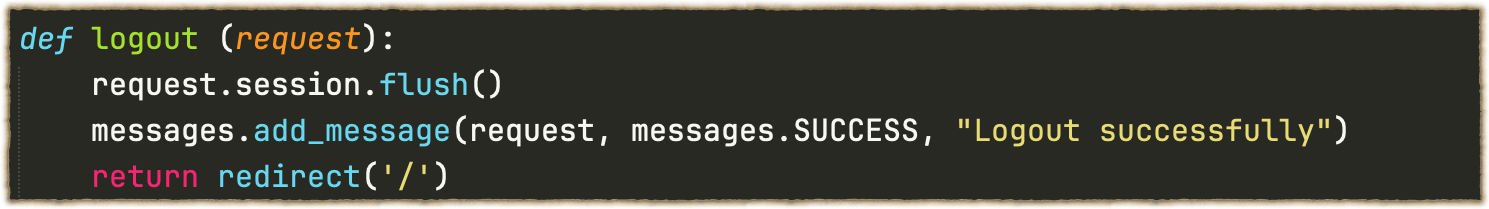 def logout (request):
    request.session.flush()
    messages.add_message(request, messages.SUCCESS, "Logout successfully")
    return redirect('/')